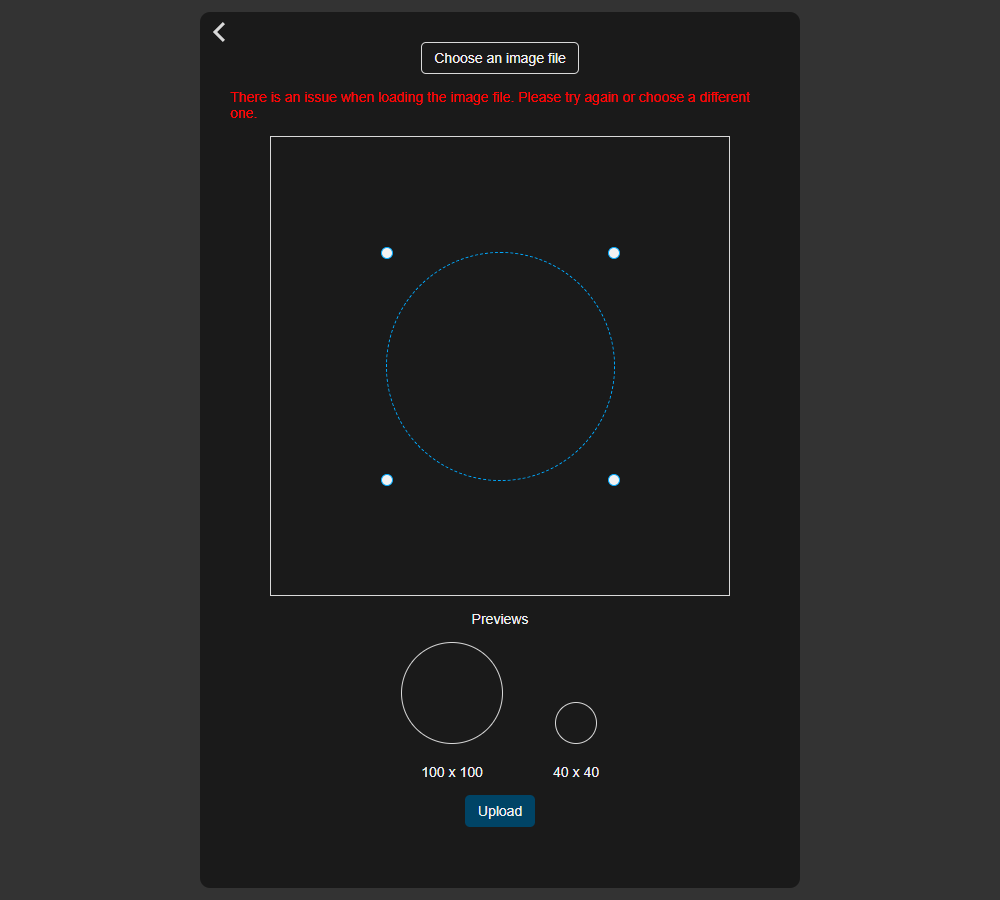 Choose an image file
There is an issue when loading the image file. Please try again or choose a different
one.
Previews
100 x 100
40 x 40
Upload